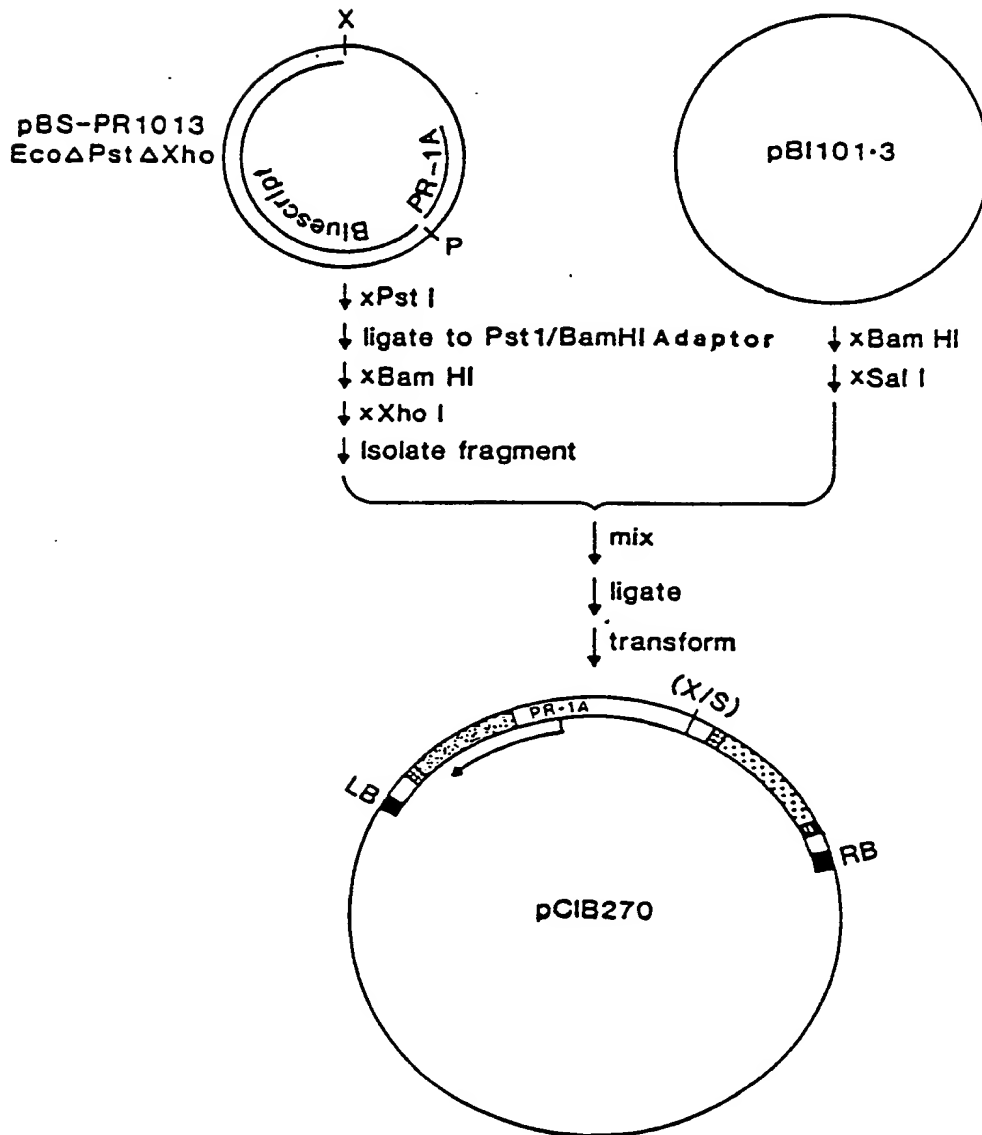 X
pBS-PR1013
EcoΔPstΔXho
Bluescript
PR-1A
P
pBI101·3
xPst I
ligate to Pst1/BamHI Adaptor
xBam HI
xXho I
Isolate fragment
xBam HI
xSal I
mix
ligate
transform
PR-1A
(X/S)
LB
RB
pCIB270